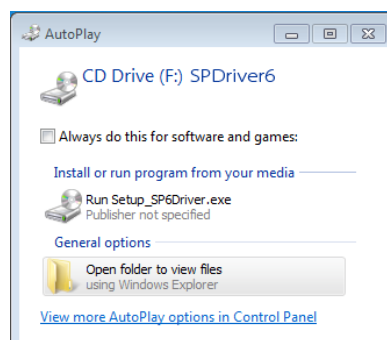 AutoPlay
CD Drive (F:) SPDriver6
Always do this for software and games:
Install or run program from your media
Run Setup_SP6Driver.exe
Publisher not specified
General options
Open folder to view files
using Windows Explorer
View more AutoPlay options in Control Panel